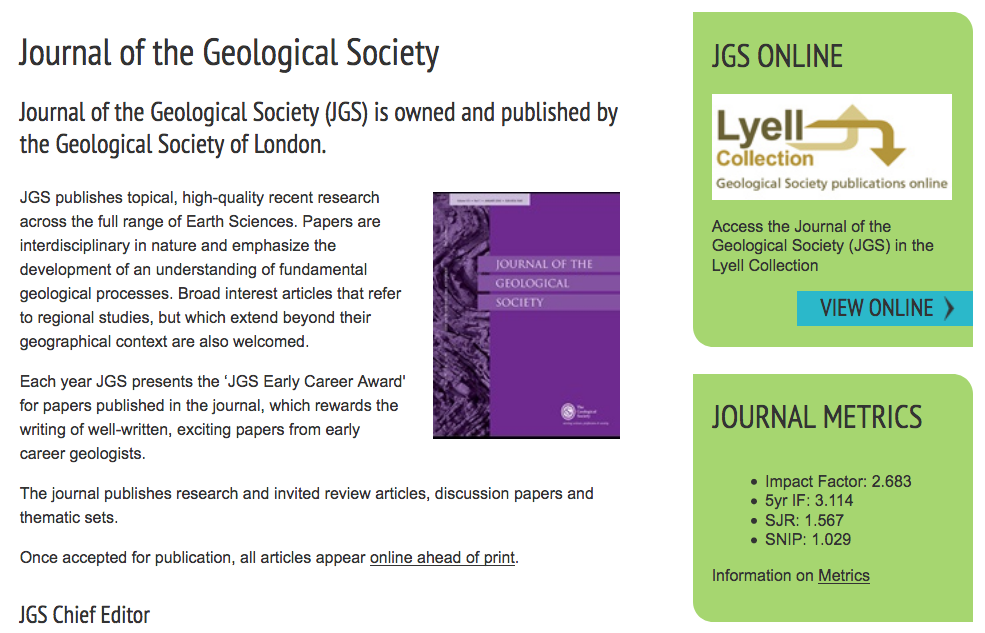 Journal of the Geological Society
Journal of the Geological Society (JGS) is owned and published by
the Geological Society of London.
JGS publishes topical, high-quality recent research
across the full range of Earth Sciences. Papers are
interdisciplinary in nature and emphasize the
development of an understanding of fundamental
geological processes. Broad interest articles that refer
to regional studies, but which extend beyond their
geographical context are also welcomed.
JOURNAL OF THE
GEOLOGICAL
SOCIETY
The
Geological
Society
Each year JGS presents the ‘JGS Early Career Award'
for papers published in the journal, which rewards the
writing of well-written, exciting papers from early
career geologists.
The journal publishes research and invited review articles, discussion papers and
thematic sets.
Once accepted for publication, all articles appear online ahead of print.
JGS Chief Editor
JGS ONLINE
Lyell
Collection
Geological Society publications online
Access the Journal of the
Geological Society (JGS) in the
Lyell Collection
VIEW ONLINE
JOURNAL METRICS
• Impact Factor: 2.683
• 5yr IF: 3.114
• SJR: 1.567
• SNIP: 1.029
Information on Metrics